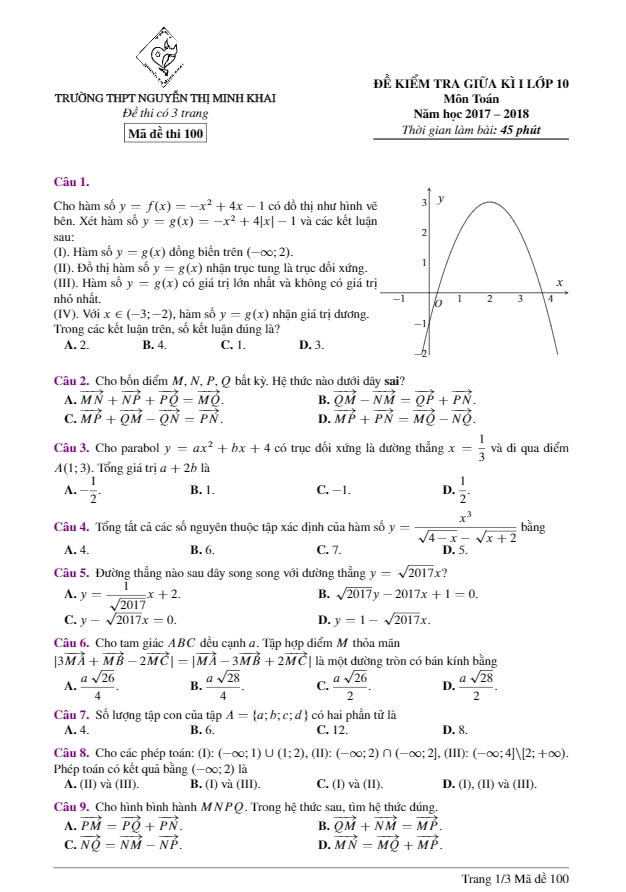 TRƯỜNG THPT NGUYỄN THỊ MINH KHAI
Đề thi có 3 trang
Mã đề thi 100
ĐỀ KIỂM TRA GIỮA KÌ I LỚP 10
Môn Toán
Năm học 2017 – 2018
Thời gian làm bài: 45 phút
Câu 1.
Cho hàm số y = f(x) = −x² + 4x − 1 có đồ thị như hình vẽ
bên. Xét hàm số y = g(x) = −x² + 4|x| − 1 và các kết luận
sau:
(I). Hàm số y = g(x) đồng biến trên (−∞; 2).
(II). Đồ thị hàm số y = g(x) nhận trục tung là trục đối xứng.
(III). Hàm số y = g(x) có giá trị lớn nhất và không có giá trị
nhỏ nhất.
(IV). Với x ∈ (−3; −2), hàm số y = g(x) nhận giá trị dương.
Trong các kết luận trên, số kết luận đúng là?
A. 2. B. 4. C. 1. D. 3.
y
3
2
1
x
−1 O 1 2 3 4
−1
−2
Câu 2. Cho bốn điểm M, N, P, Q bất kỳ. Hệ thức nào dưới đây sai?
A. \overrightarrow{MN} + \overrightarrow{NP} + \overrightarrow{PQ} = \overrightarrow{MQ}. B. \overrightarrow{QM} − \overrightarrow{NM} = \overrightarrow{QP} + \overrightarrow{PN}.
C. \overrightarrow{MP} + \overrightarrow{QM} − \overrightarrow{QN} = \overrightarrow{PN}. D. \overrightarrow{MP} + \overrightarrow{PN} = \overrightarrow{MQ} − \overrightarrow{NQ}.
Câu 3. Cho parabol y = ax² + bx + 4 có trục đối xứng là đường thẳng x = \frac{1}{3} và đi qua điểm
A(1; 3). Tổng giá trị a + 2b là
A. −\frac{1}{2}. B. 1. C. −1. D. \frac{1}{2}.
Câu 4. Tổng tất cả các số nguyên thuộc tập xác định của hàm số y = \frac{x³}{\sqrt{4 − x} − \sqrt{x + 2}} bằng
A. 4. B. 6. C. 7. D. 5.
Câu 5. Đường thẳng nào sau đây song song với đường thẳng y = \sqrt{2017}x?
A. y = \frac{1}{\sqrt{2017}}x + 2. B. \sqrt{2017}y − 2017x + 1 = 0.
C. y − \sqrt{2017}x = 0. D. y = 1 − \sqrt{2017}x.
Câu 6. Cho tam giác ABC đều cạnh a. Tập hợp điểm M thỏa mãn
|3\overrightarrow{MA} + \overrightarrow{MB} − 2\overrightarrow{MC}| = |\overrightarrow{MA} − 3\overrightarrow{MB} + 2\overrightarrow{MC}| là một đường tròn có bán kính bằng
A. \frac{a\sqrt{26}}{4}. B. \frac{a\sqrt{28}}{4}. C. \frac{a\sqrt{26}}{2}. D. \frac{a\sqrt{28}}{2}.
Câu 7. Số lượng tập con của tập A = {a; b; c; d} có hai phần tử là
A. 4. B. 6. C. 12. D. 8.
Câu 8. Cho các phép toán: (I): (−∞; 1) ∪ (1; 2), (II): (−∞; 2) ∩ (−∞; 2], (III): (−∞; 4]\[2; +∞).
Phép toán có kết quả bằng (−∞; 2) là
A. (II) và (III). B. (I) và (III). C. (I) và (II). D. (I), (II) và (III).
Câu 9. Cho hình bình hành MNPQ. Trong hệ thức sau, tìm hệ thức đúng.
A. \overrightarrow{PM} = \overrightarrow{PQ} + \overrightarrow{PN}. B. \overrightarrow{QM} + \overrightarrow{NM} = \overrightarrow{MP}.
C. \overrightarrow{NQ} = \overrightarrow{NM} − \overrightarrow{NP}. D. \overrightarrow{MN} = \overrightarrow{MQ} + \overrightarrow{MP}.
Trang 1/3 Mã đề 100